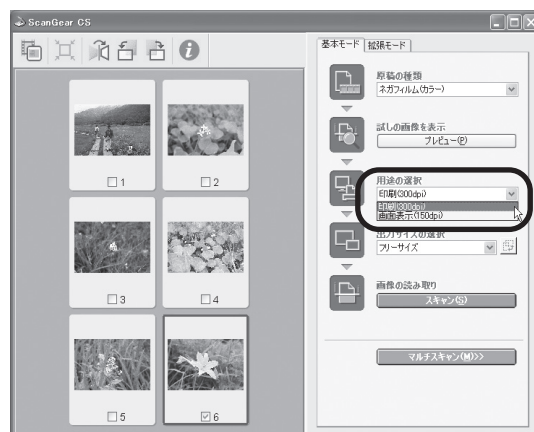 ScanGear CS
基本モード 拡張モード
原稿の種類
ネガフィルム(カラー)
試しの画像を表示
プレビュー(P)
用途の選択
印刷(300dpi)
印刷(300dpi)
画面表示(150dpi)
出力サイズの選択
フリーサイズ
画像の読み取り
スキャン(S)
マルチスキャン(M)>>
1
2
3
4
5
6